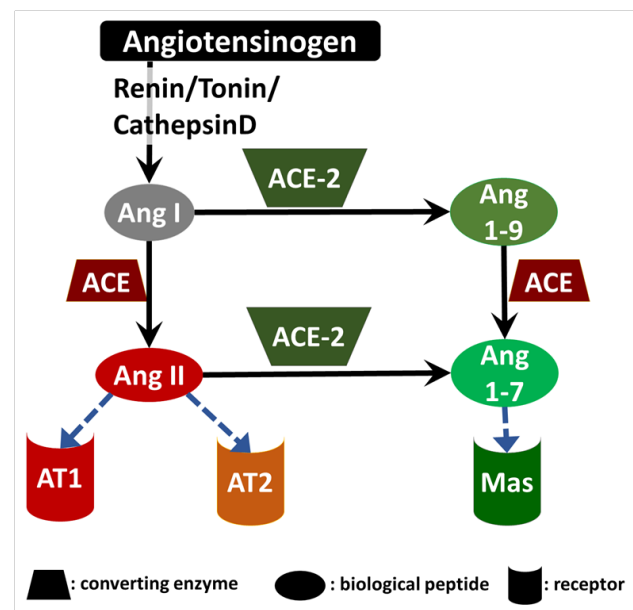 Angiotensinogen
Renin/Tonin/
CathepsinD
ACE-2
Ang I
Ang
1-9
ACE
ACE
ACE-2
Ang II
Ang
1-7
AT1
AT2
Mas
: converting enzyme
: biological peptide
: receptor